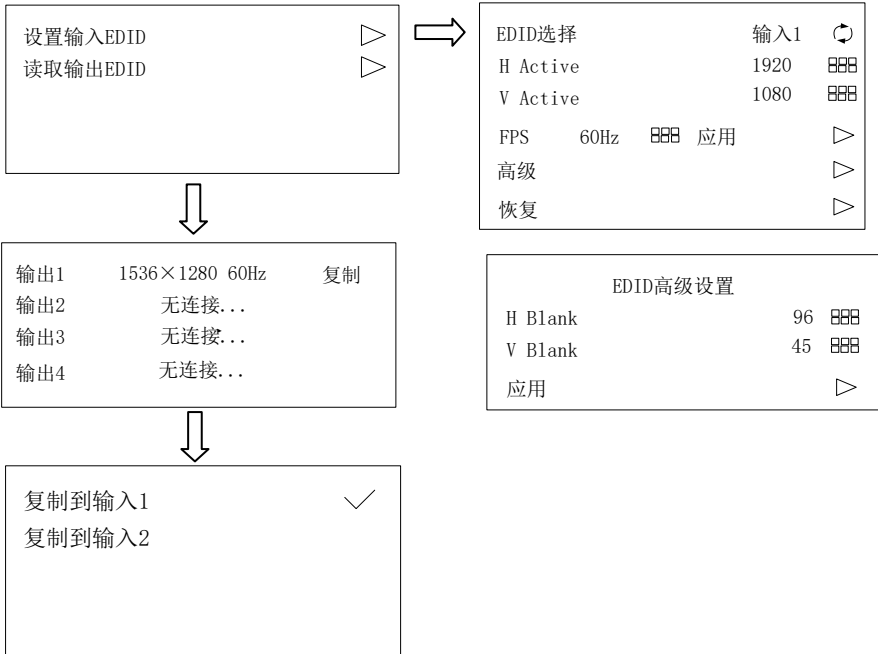 设置输入EDID
读取输出EDID
EDID选择 输入1
H Active 1920
V Active 1080
FPS 60Hz 应用
高级
恢复
输出1 1536×1280 60Hz 复制
输出2 无连接...
输出3 无连接...
输出4 无连接...
EDID高级设置
H Blank 96
V Blank 45
应用
复制到输入1
复制到输入2